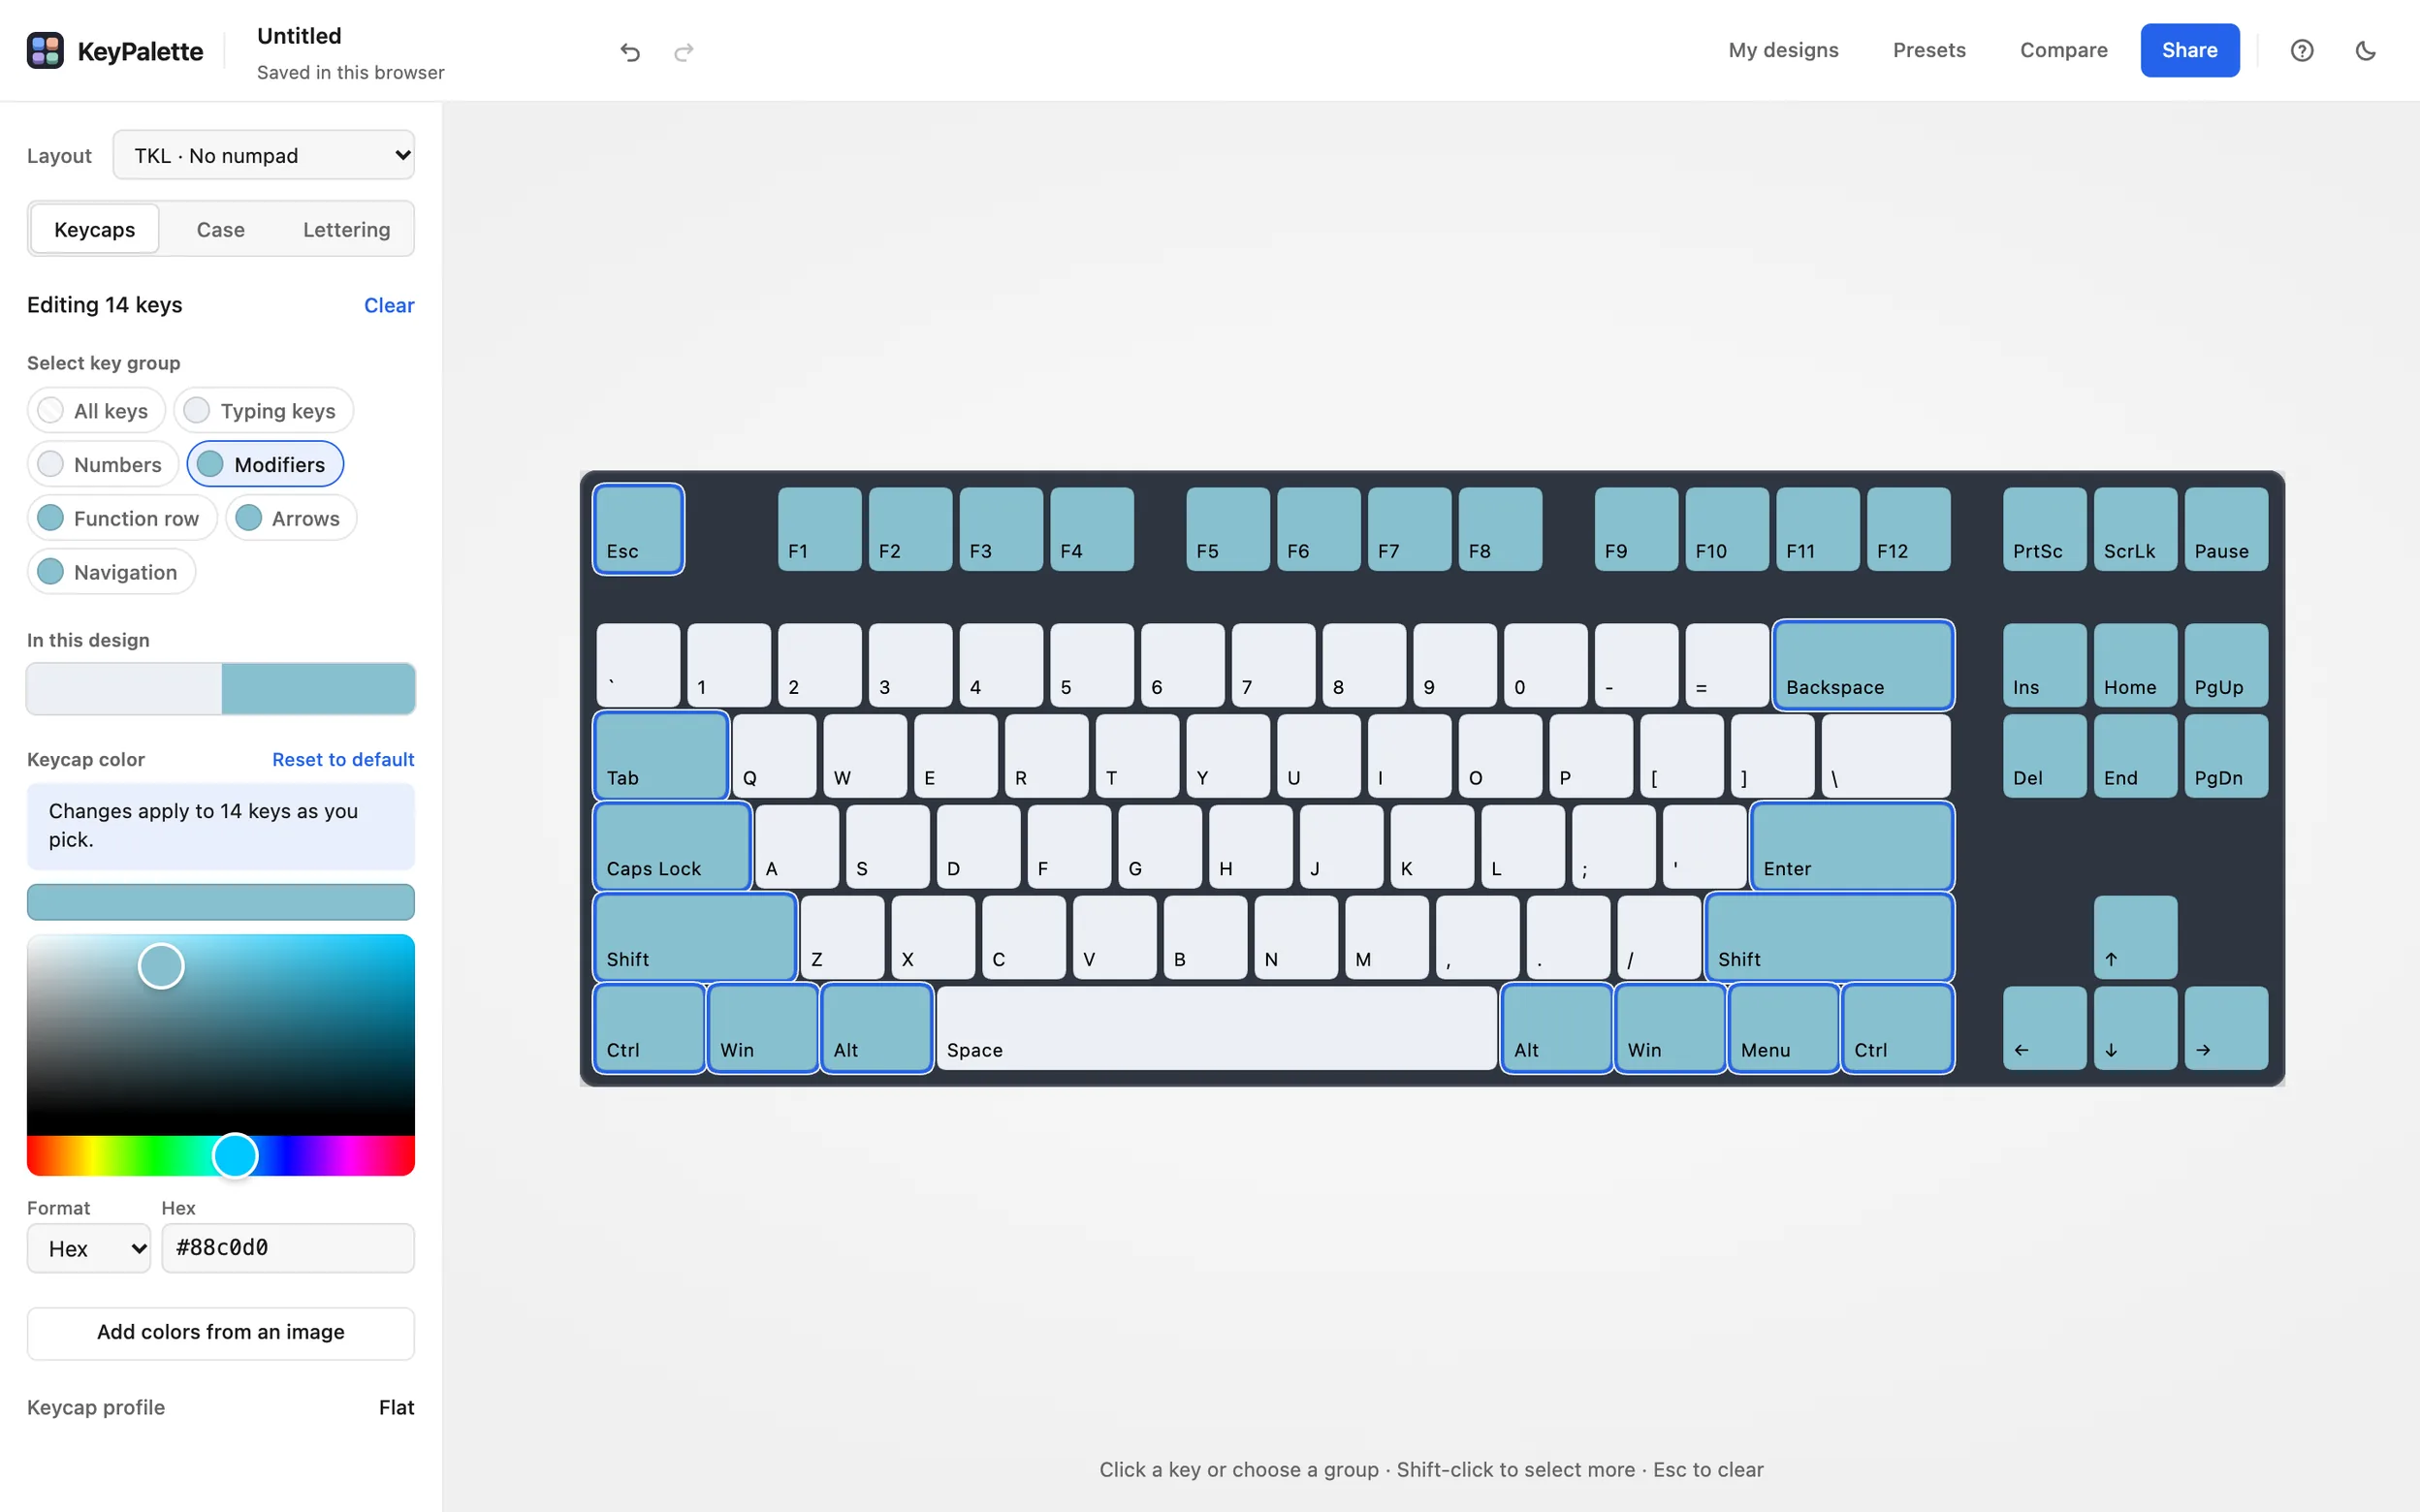 KeyPalette
Untitled
Saved in this browser
My designs Presets Compare Share
Layout TKL · No numpad
Keycaps Case Lettering
Editing 14 keys Clear
Select key group
All keys Typing keys
Numbers Modifiers
Function row Arrows
Navigation
In this design
Keycap color Reset to default
Changes apply to 14 keys as you
pick.
Format Hex
Hex #88c0d0
Add colors from an image
Keycap profile Flat
Esc F1 F2 F3 F4 F5 F6 F7 F8 F9 F10 F11 F12 PrtSc ScrLk Pause
` 1 2 3 4 5 6 7 8 9 0 - = Backspace Ins Home PgUp
Tab Q W E R T Y U I O P [ ] \ Del End PgDn
Caps Lock A S D F G H J K L ; ' Enter
Shift Z X C V B N M , . / Shift ↑
Ctrl Win Alt Space Alt Win Menu Ctrl ← ↓ →
Click a key or choose a group · Shift-click to select more · Esc to clear